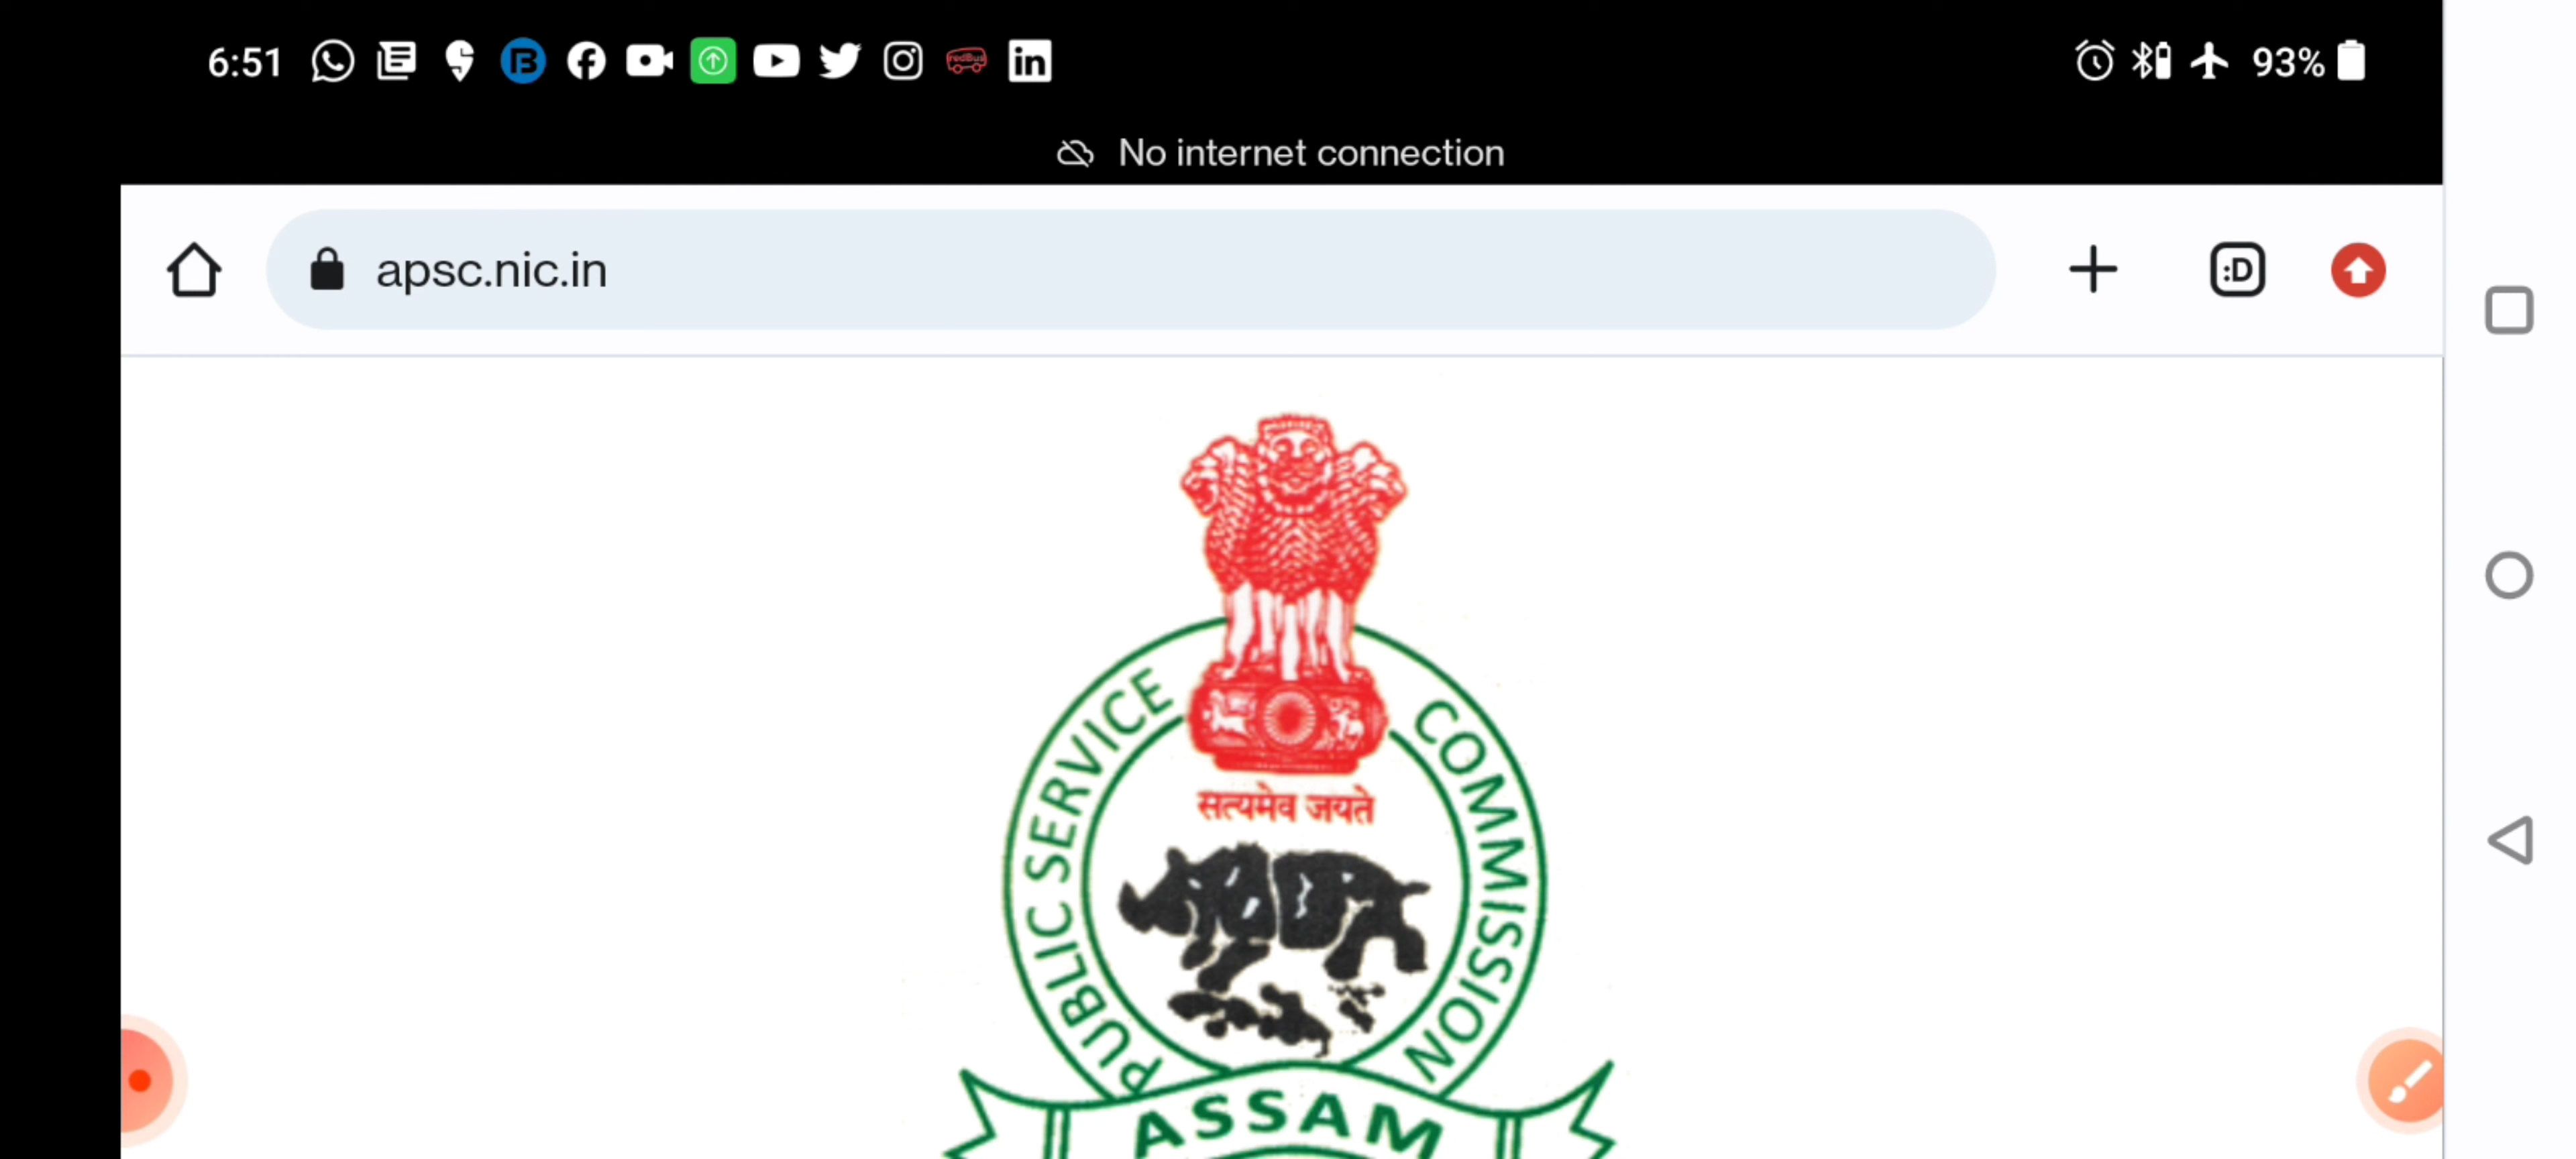 6:51 93%
No internet connection
apsc.nic.in :D
PUBLIC SERVICE COMMISSION
सत्यमेव जयते
ASSAM